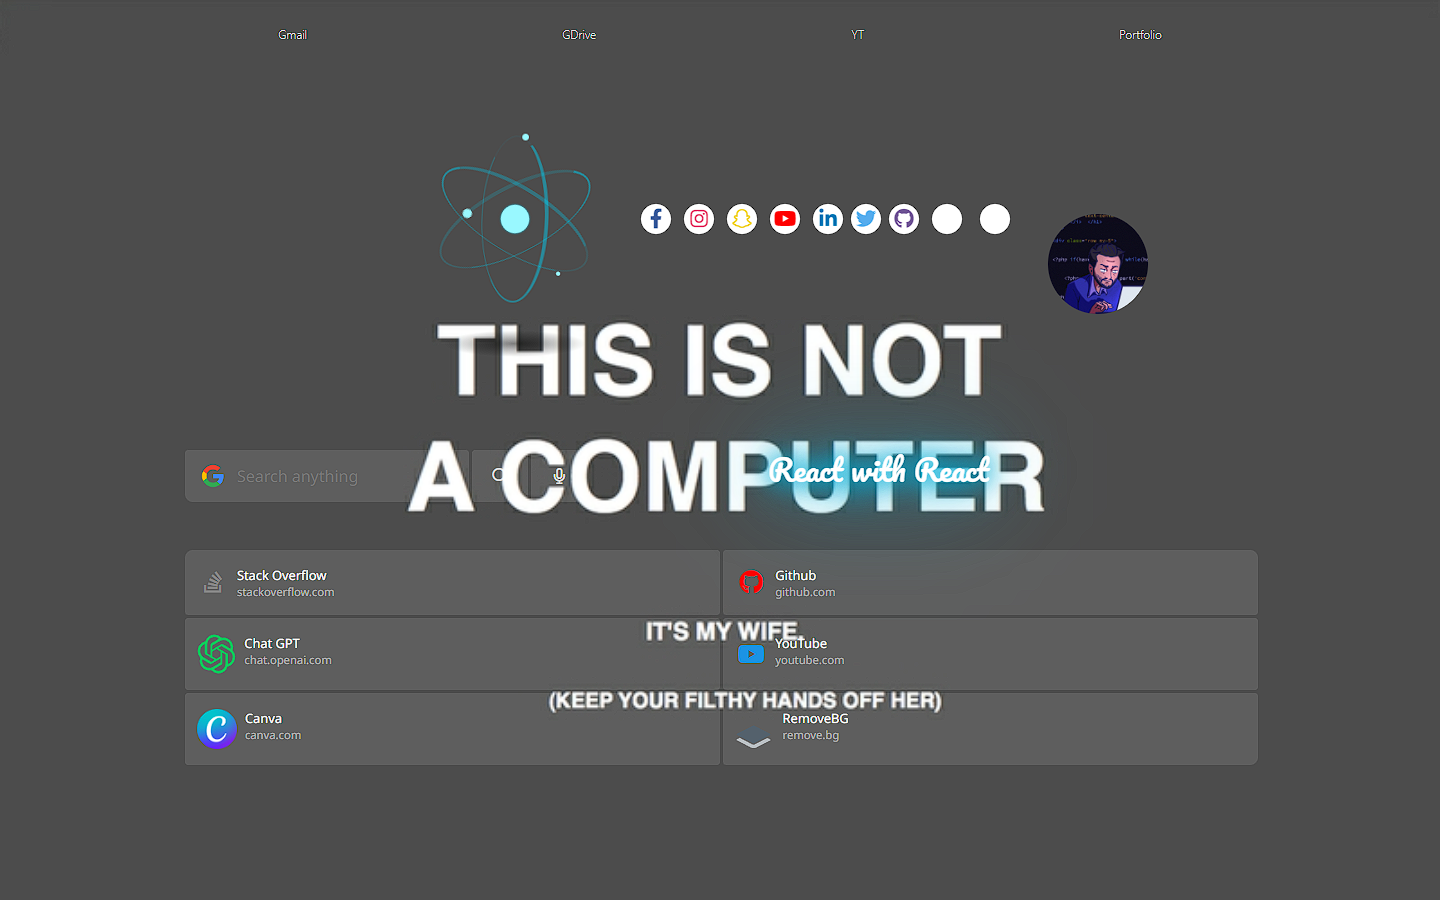 Gmail GDrive YT Portfolio
THIS IS NOT
A COMPUTER
Search anything
React with React
Stack Overflow
stackoverflow.com
Github
github.com
IT'S MY WIFE.
Chat GPT
chat.openai.com
YouTube
youtube.com
(KEEP YOUR FILTHY HANDS OFF HER)
Canva
canva.com
RemoveBG
remove.bg